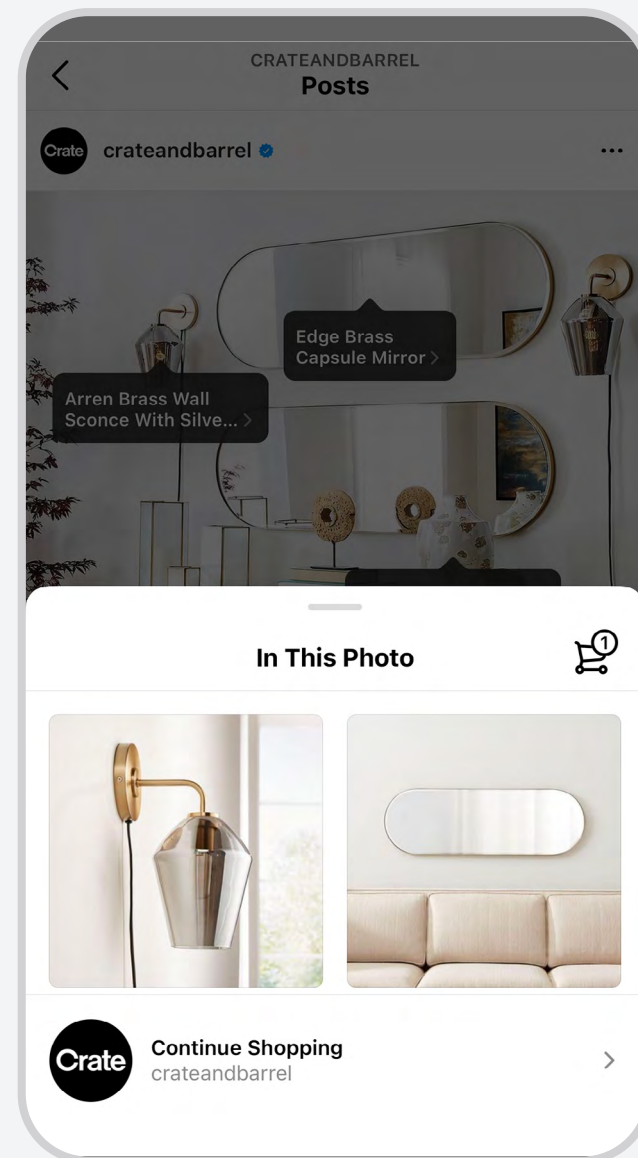 CRATEANDBARREL
Posts
Crate
crateandbarrel
Edge Brass
Capsule Mirror
Arren Brass Wall
Sconce With Silve...
In This Photo
1
Crate
Continue Shopping
crateandbarrel